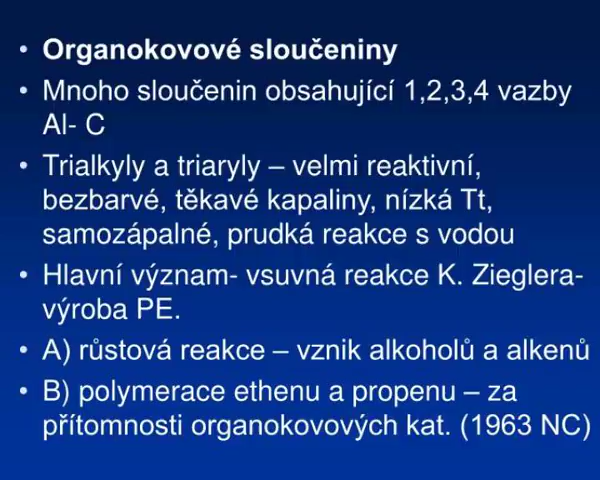 • Organokovové sloučeniny
• Mnoho sloučenin obsahující 1,2,3,4 vazby
Al- C
• Trialkyly a triaryly – velmi reaktivní,
bezbarvé, těkavé kapaliny, nízká Tt,
samozápalné, prudká reakce s vodou
• Hlavní význam- vsuvná reakce K. Zieglera-
výroba PE.
• A) růstová reakce – vznik alkoholů a alkenů
• B) polymerace ethenu a propenu – za
přítomnosti organokovových kat. (1963 NC)